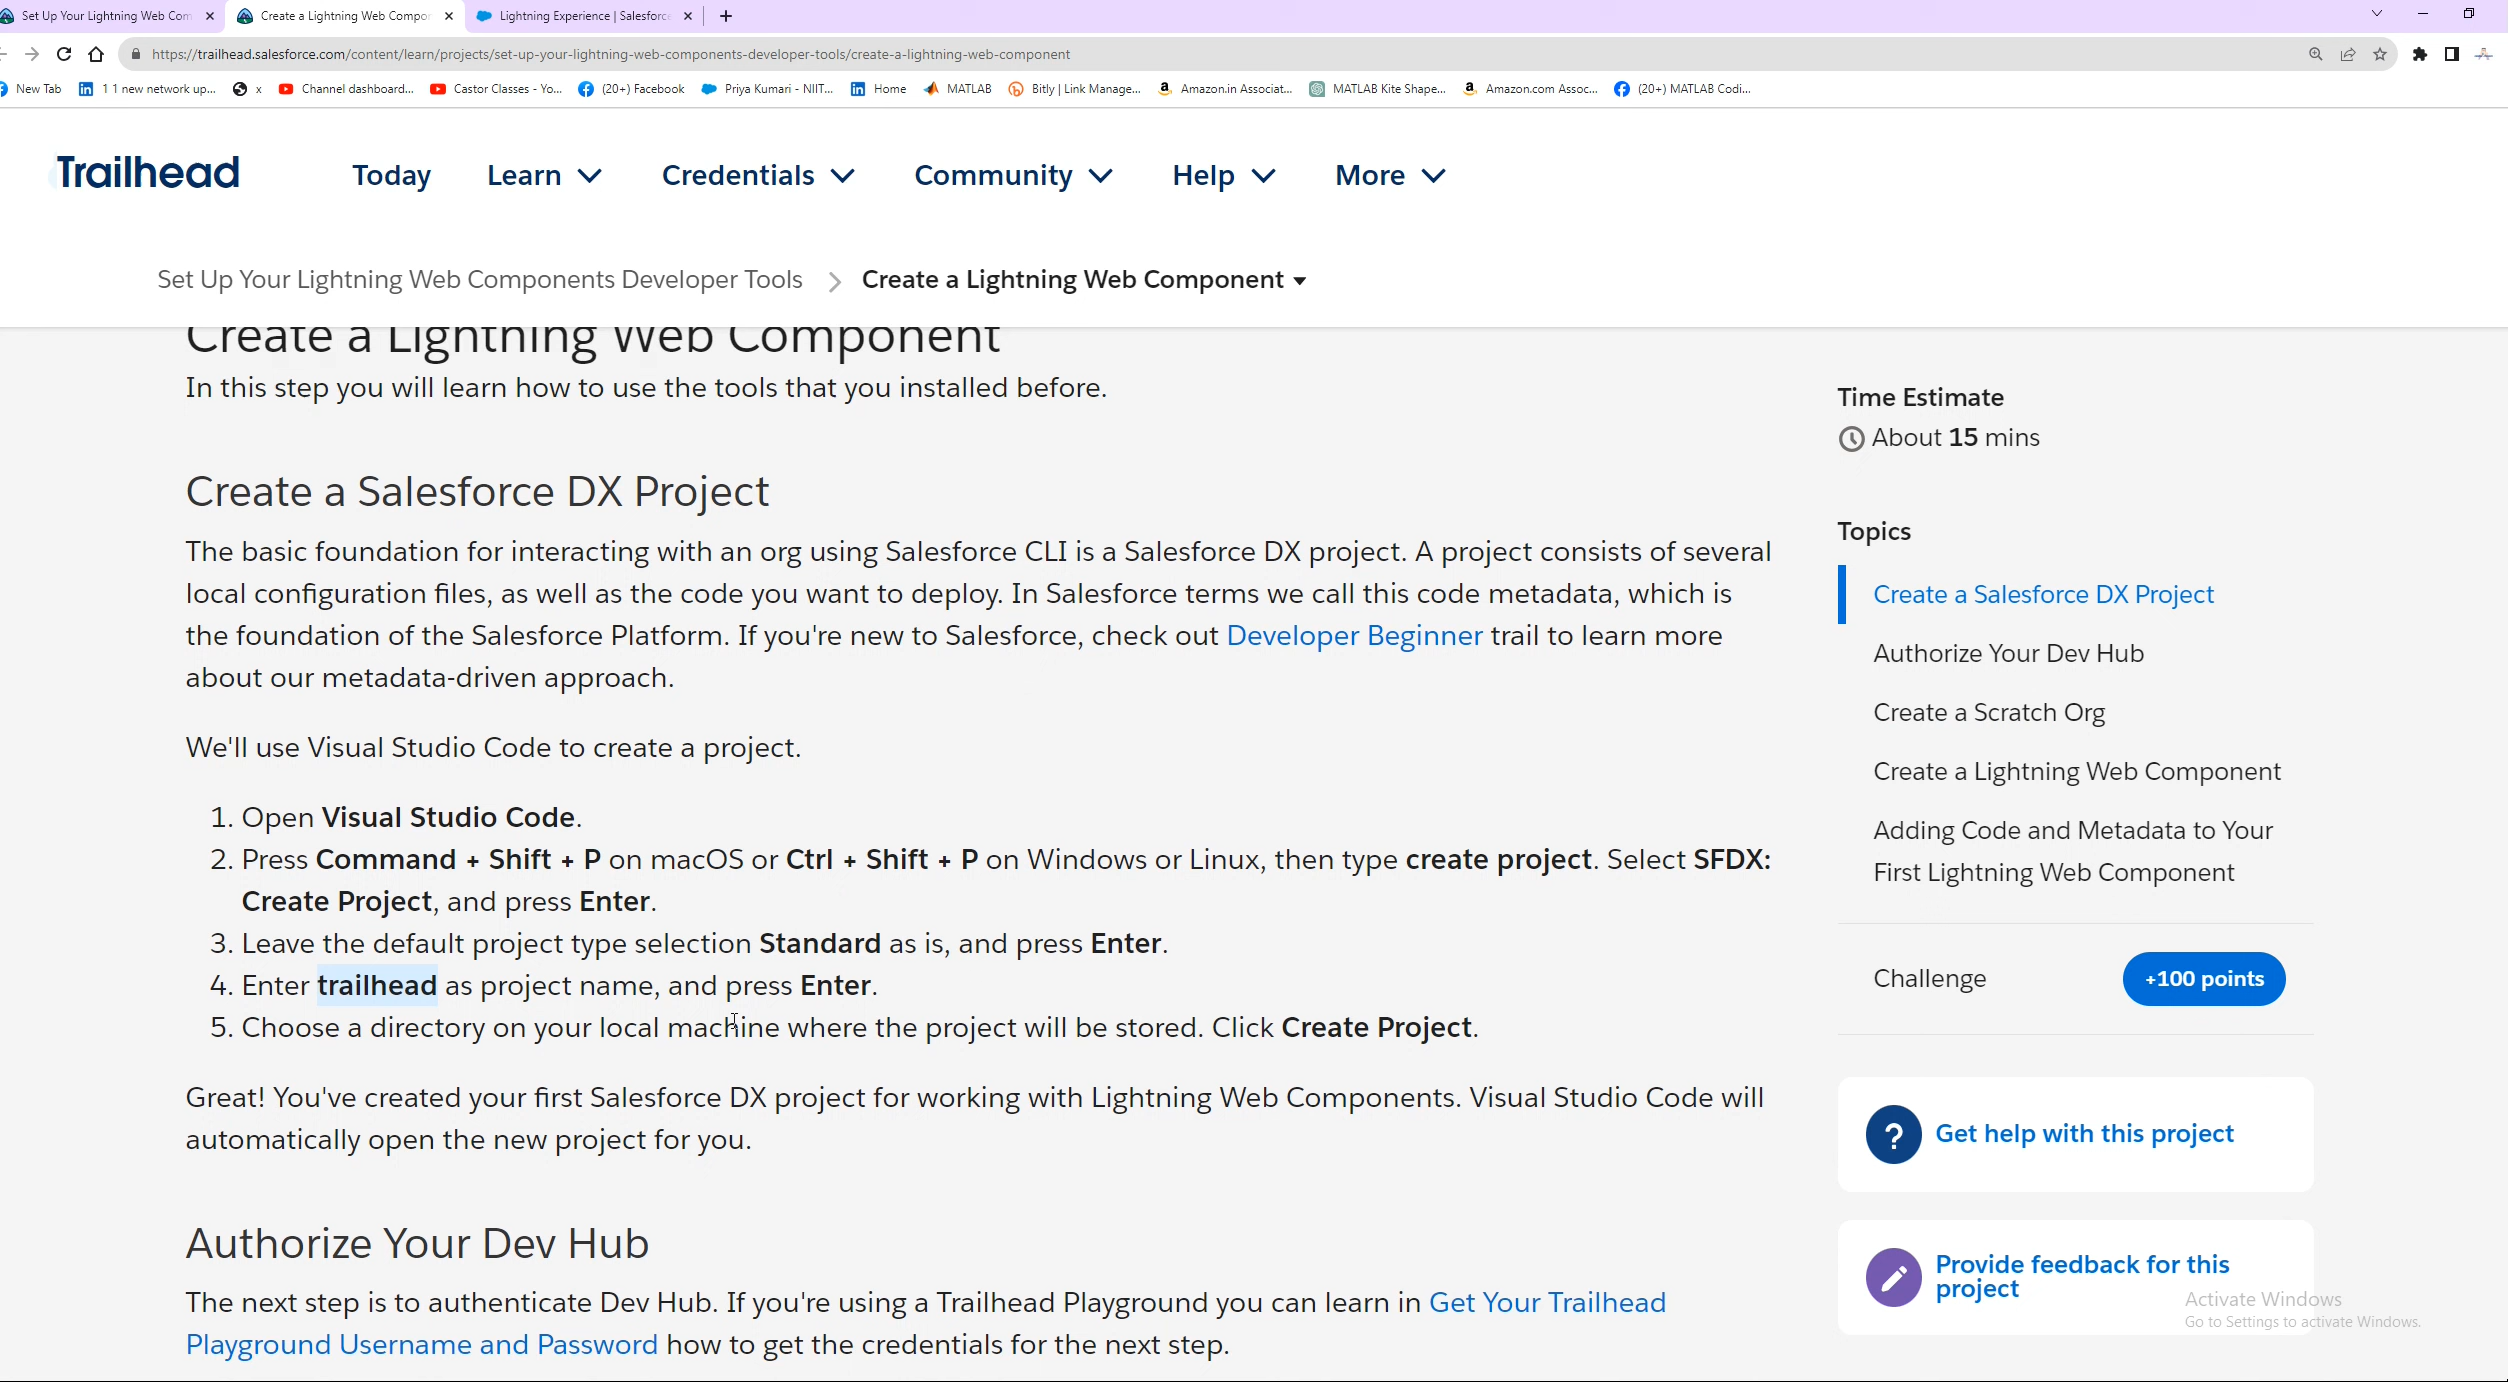 Set Up Your Lightning Web Com
Create a Lightning Web Compor
Lightning Experience | Salesforce
https://trailhead.salesforce.com/content/learn/projects/set-up-your-lightning-web-components-developer-tools/create-a-lightning-web-component
New Tab
1 1 new network up...
x
Channel dashboard...
Castor Classes - Yo...
(20+) Facebook
Priya Kumari - NIIT...
Home
MATLAB
Bitly | Link Manage...
Amazon.in Associat...
MATLAB Kite Shape...
Amazon.com Assoc...
(20+) MATLAB Codi...
Trailhead
Today
Learn
Credentials
Community
Help
More
Set Up Your Lightning Web Components Developer Tools
Create a Lightning Web Component
Create a Lightning Web Component
In this step you will learn how to use the tools that you installed before.
Create a Salesforce DX Project
The basic foundation for interacting with an org using Salesforce CLI is a Salesforce DX project. A project consists of several
local configuration files, as well as the code you want to deploy. In Salesforce terms we call this code metadata, which is
the foundation of the Salesforce Platform. If you're new to Salesforce, check out Developer Beginner trail to learn more
about our metadata-driven approach.
We'll use Visual Studio Code to create a project.
1. Open Visual Studio Code.
2. Press Command + Shift + P on macOS or Ctrl + Shift + P on Windows or Linux, then type create project. Select SFDX:
Create Project, and press Enter.
3. Leave the default project type selection Standard as is, and press Enter.
4. Enter trailhead as project name, and press Enter.
5. Choose a directory on your local machine where the project will be stored. Click Create Project.
Great! You've created your first Salesforce DX project for working with Lightning Web Components. Visual Studio Code will
automatically open the new project for you.
Authorize Your Dev Hub
The next step is to authenticate Dev Hub. If you're using a Trailhead Playground you can learn in Get Your Trailhead
Playground Username and Password how to get the credentials for the next step.
Time Estimate
About 15 mins
Topics
Create a Salesforce DX Project
Authorize Your Dev Hub
Create a Scratch Org
Create a Lightning Web Component
Adding Code and Metadata to Your
First Lightning Web Component
Challenge
+100 points
Get help with this project
Provide feedback for this
project
Activate Windows
Go to Settings to activate Windows.